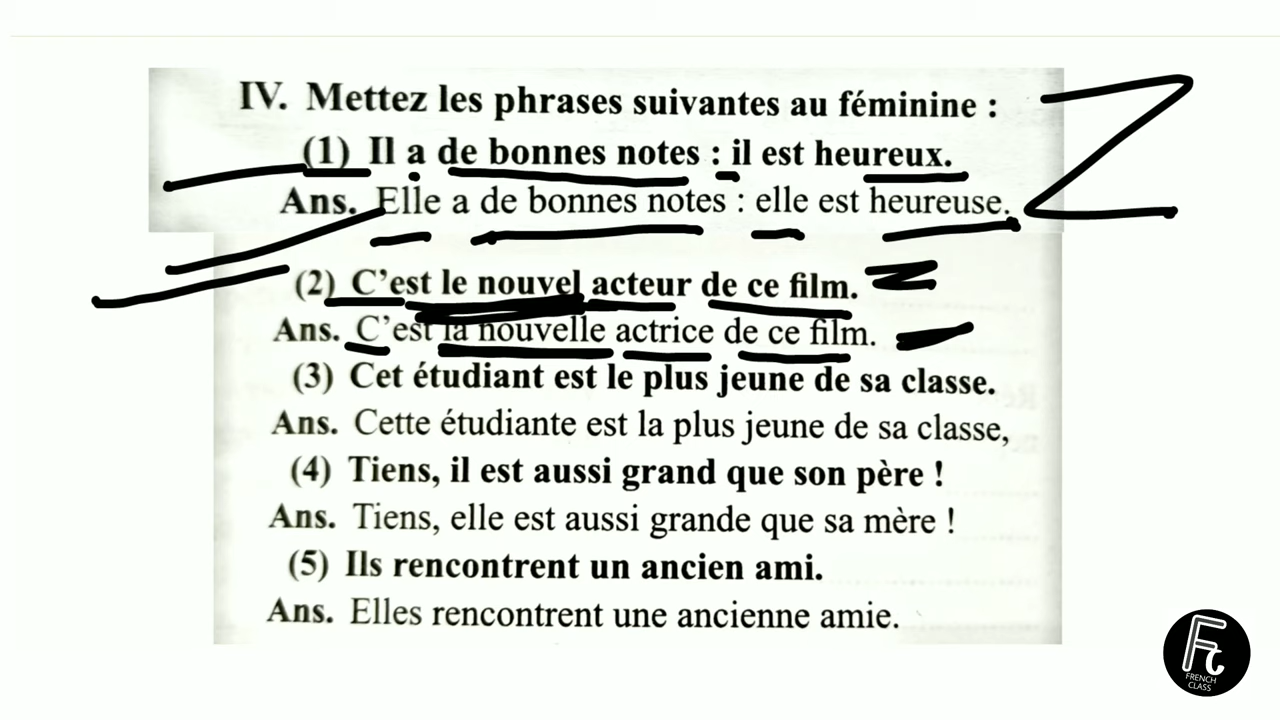 IV. Mettez les phrases suivantes au féminine :
(1) Il a de bonnes notes : il est heureux.
Ans. Elle a de bonnes notes : elle est heureuse.
(2) C'est le nouvel acteur de ce film.
Ans. C'est la nouvelle actrice de ce film.
(3) Cet étudiant est le plus jeune de sa classe.
Ans. Cette étudiante est la plus jeune de sa classe,
(4) Tiens, il est aussi grand que son père !
Ans. Tiens, elle est aussi grande que sa mère !
(5) Ils rencontrent un ancien ami.
Ans. Elles rencontrent une ancienne amie.
FC
FRENCH
CLASS